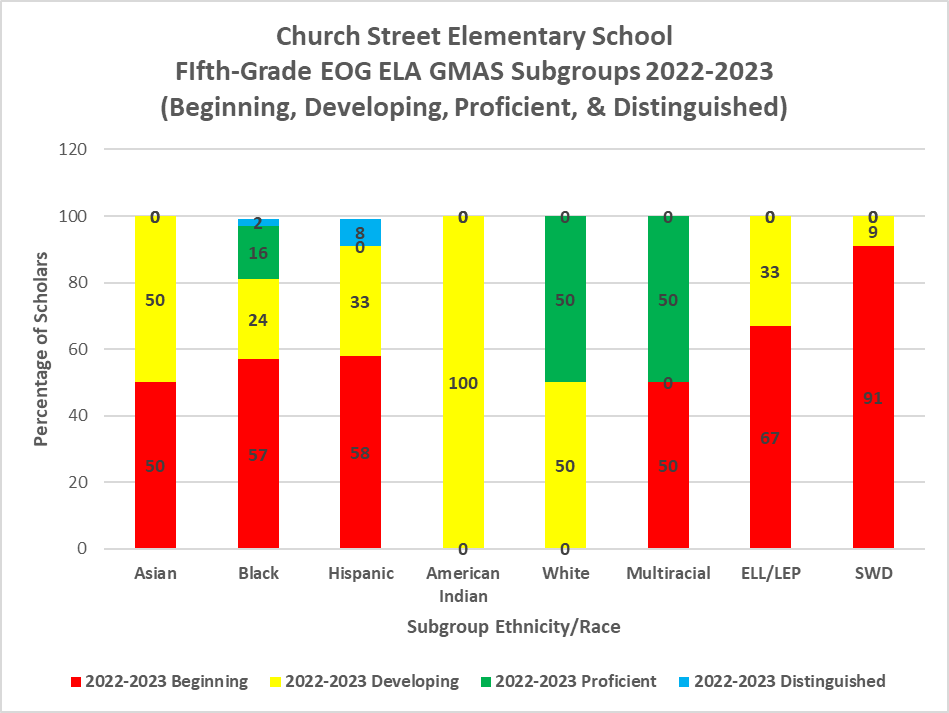 Church Street Elementary School
FIfth-Grade EOG ELA GMAS Subgroups 2022-2023
(Beginning, Developing, Proficient, & Distinguished)
Percentage of Scholars
120
100
80
60
40
20
0
0
50
50
2
16
24
57
8
0
33
58
0
100
0
0
50
50
0
0
50
0
50
0
33
67
0
9
91
Asian
Black
Hispanic
American
Indian
White
Multiracial
ELL/LEP
SWD
Subgroup Ethnicity/Race
2022-2023 Beginning
2022-2023 Developing
2022-2023 Proficient
2022-2023 Distinguished